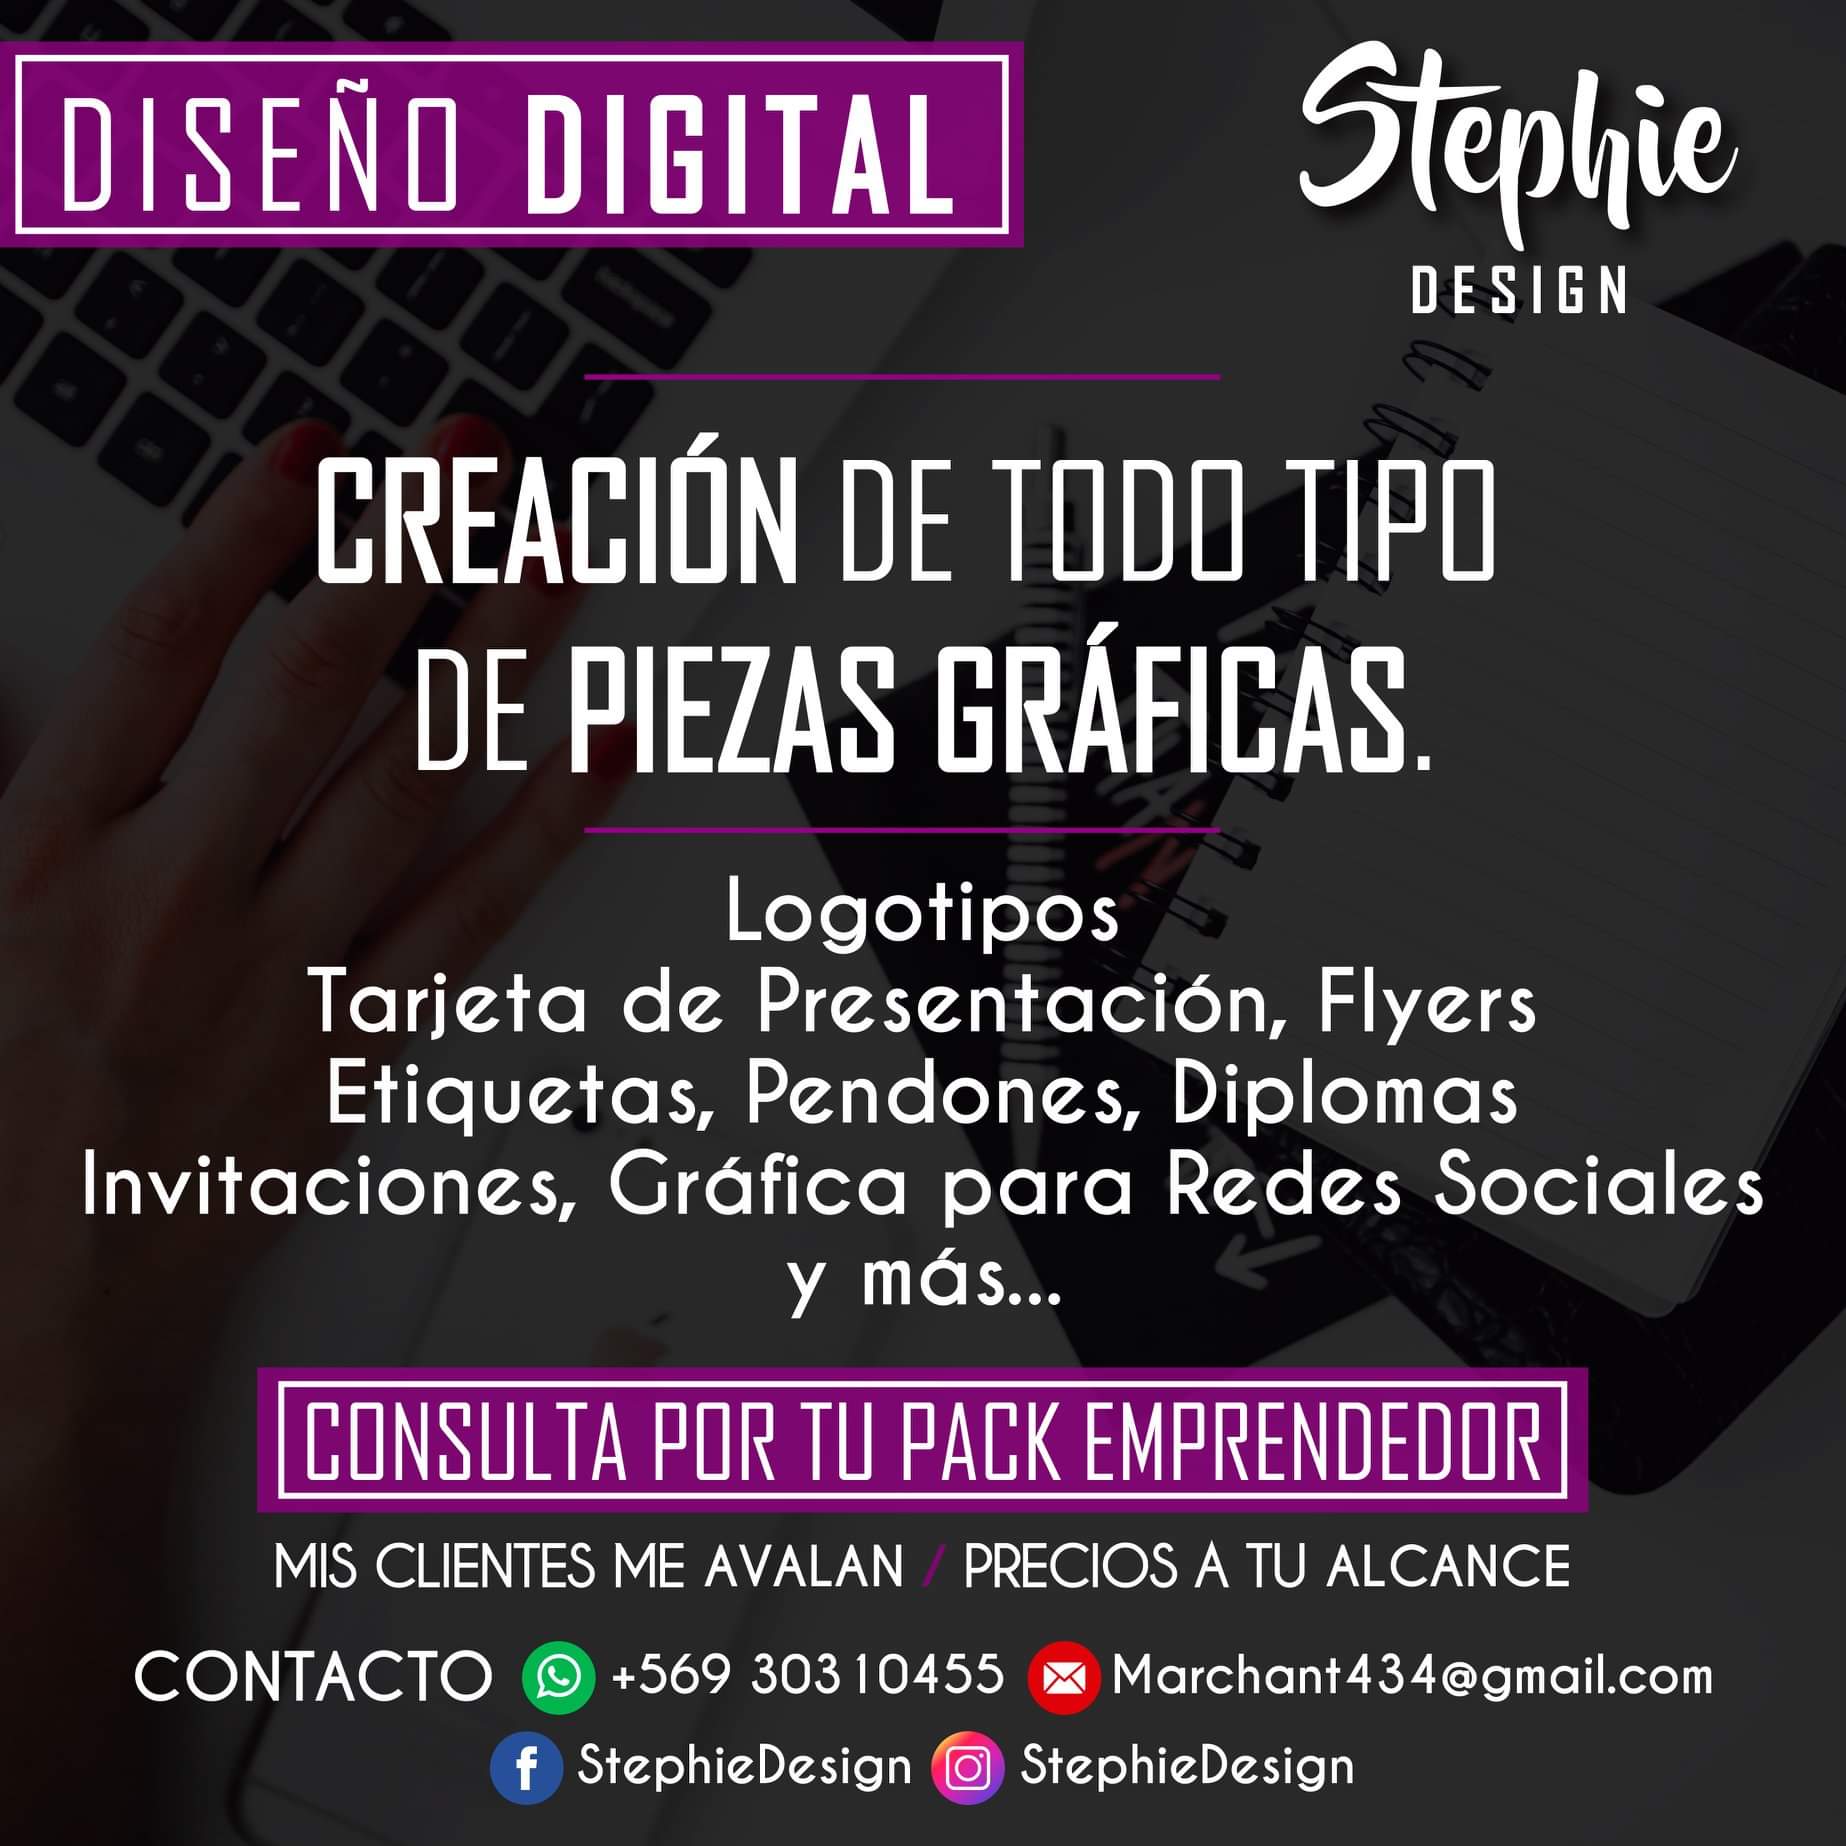 DISEÑO DIGITAL
Stephie
DESIGN
CREACIÓN DE TODO TIPO
DE PIEZAS GRÁFICAS.
Logotipos
Tarjeta de Presentación, Flyers
Etiquetas, Pendones, Diplomas
Invitaciones, Gráfica para Redes Sociales
y más...
CONSULTA POR TU PACK EMPRENDEDOR
MIS CLIENTES ME AVALAN / PRECIOS A TU ALCANCE
CONTACTO +569 30310455 Marchant434@gmail.com
StephieDesign StephieDesign